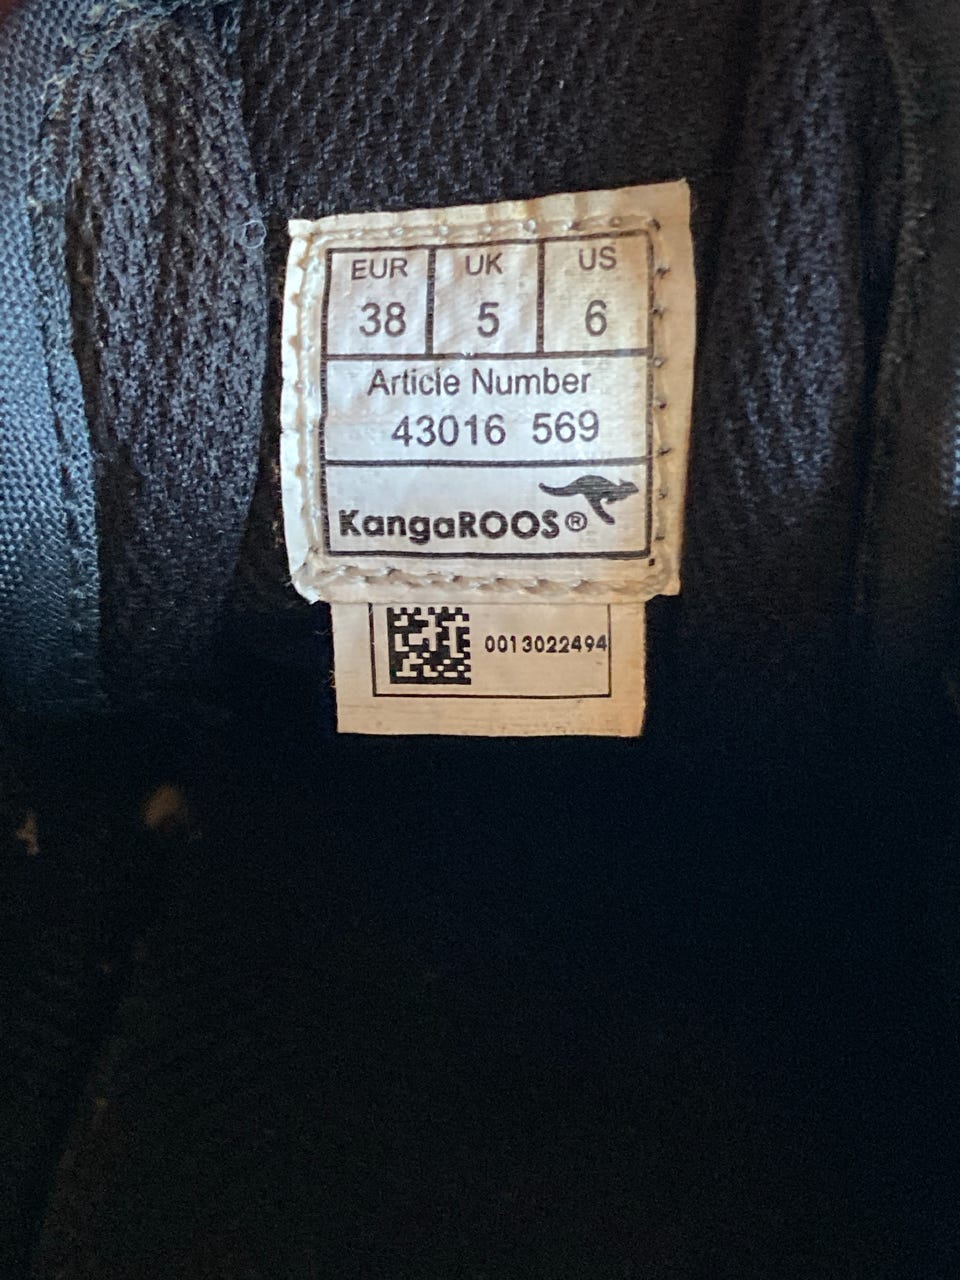 EUR UK US
38 5 6
Article Number
43016 569
KangaROOS®
0013022494